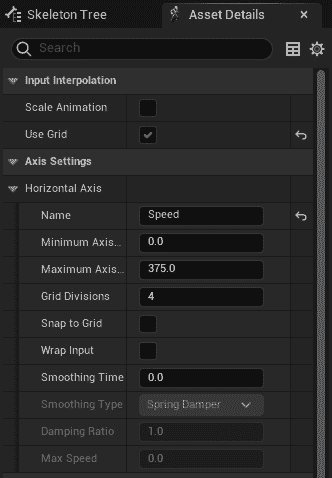 Skeleton Tree Asset Details
Search
Input Interpolation
Scale Animation
Use Grid
Axis Settings
Horizontal Axis
Name Speed
Minimum Axis... 0.0
Maximum Axis... 375.0
Grid Divisions 4
Snap to Grid
Wrap Input
Smoothing Time 0.0
Smoothing Type Spring Damper
Damping Ratio 1.0
Max Speed 0.0